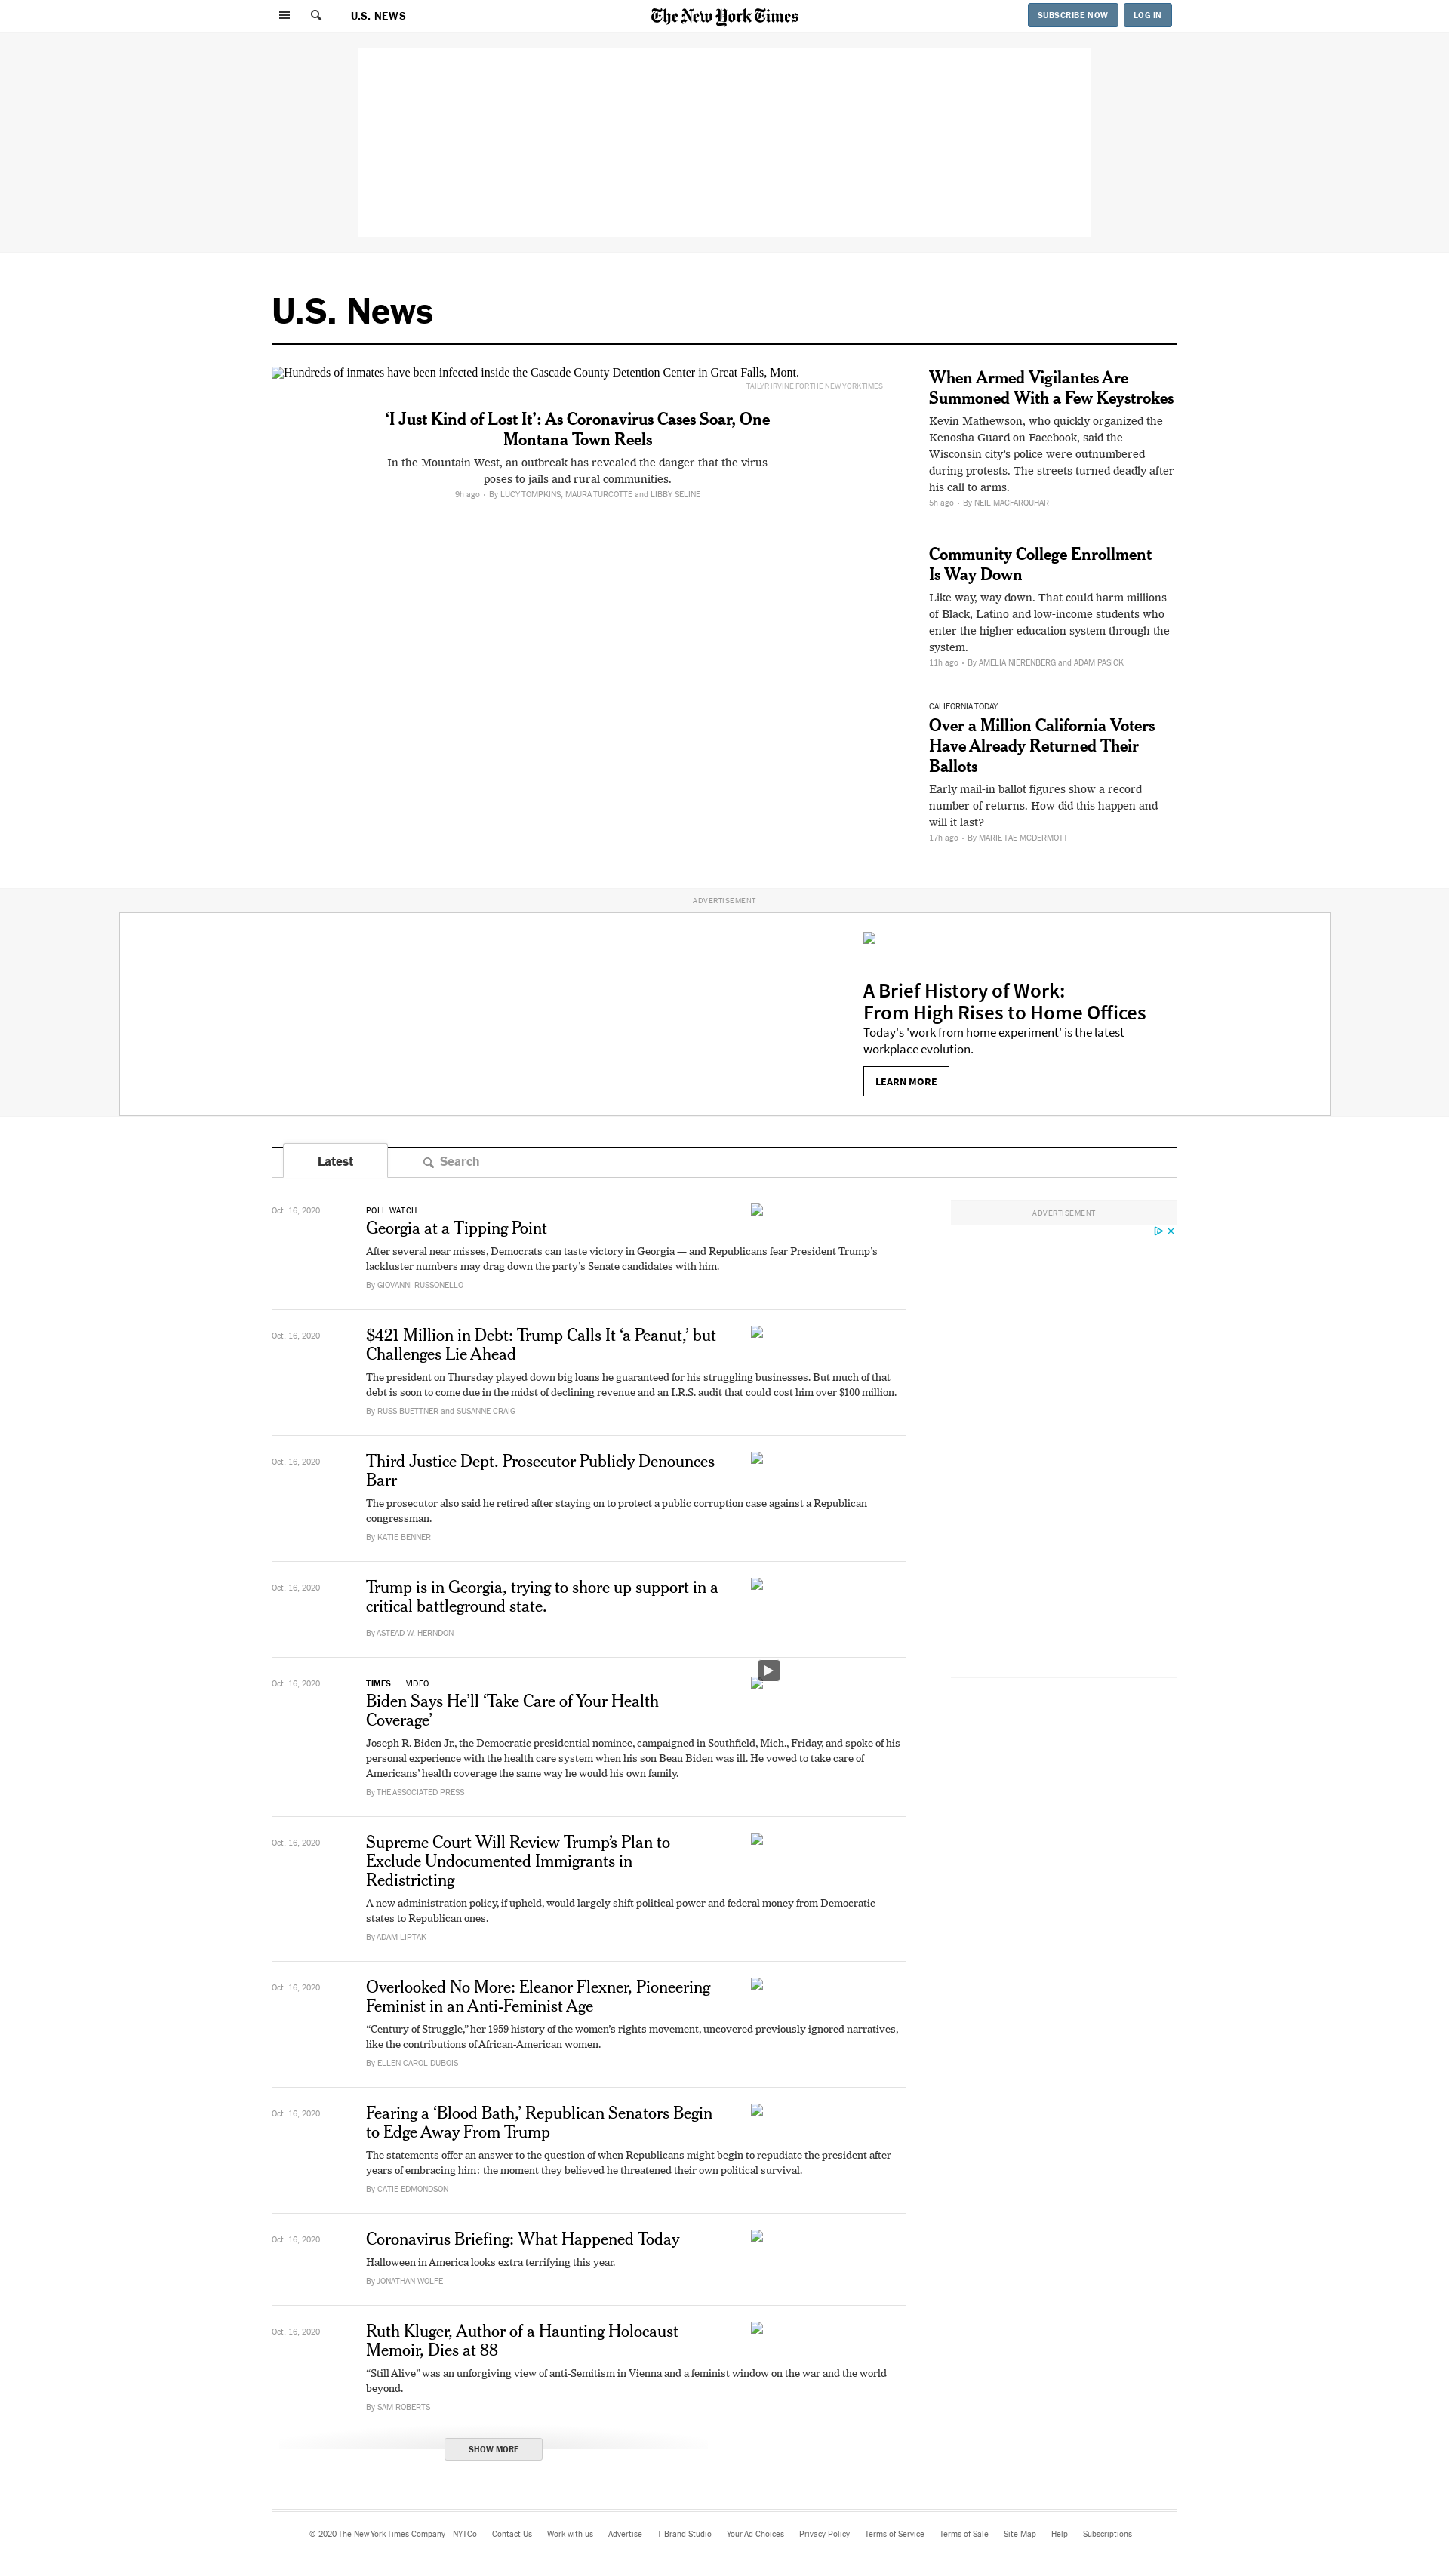 U.S. NEWS
The New York Times
SUBSCRIBE NOW
LOG IN
U.S. News
Hundreds of inmates have been infected inside the Cascade County Detention Center in Great Falls, Mont.
TAILYR IRVINE FOR THE NEW YORK TIMES
‘I Just Kind of Lost It’: As Coronavirus Cases Soar, One
Montana Town Reels
In the Mountain West, an outbreak has revealed the danger that the virus
poses to jails and rural communities.
9h ago • By LUCY TOMPKINS, MAURA TURCOTTE and LIBBY SELINE
When Armed Vigilantes Are
Summoned With a Few Keystrokes
Kevin Mathewson, who quickly organized the
Kenosha Guard on Facebook, said the
Wisconsin city’s police were outnumbered
during protests. The streets turned deadly after
his call to arms.
5h ago • By NEIL MACFARQUHAR
Community College Enrollment
Is Way Down
Like way, way down. That could harm millions
of Black, Latino and low-income students who
enter the higher education system through the
system.
11h ago • By AMELIA NIERENBERG and ADAM PASICK
CALIFORNIA TODAY
Over a Million California Voters
Have Already Returned Their
Ballots
Early mail-in ballot figures show a record
number of returns. How did this happen and
will it last?
17h ago • By MARIE TAE MCDERMOTT
ADVERTISEMENT
A Brief History of Work:
From High Rises to Home Offices
Today's 'work from home experiment' is the latest
workplace evolution.
LEARN MORE
Latest
Search
ADVERTISEMENT
Oct. 16, 2020
POLL WATCH
Georgia at a Tipping Point
After several near misses, Democrats can taste victory in Georgia — and Republicans fear President Trump’s
lackluster numbers may drag down the party’s Senate candidates with him.
By GIOVANNI RUSSONELLO
Oct. 16, 2020
$421 Million in Debt: Trump Calls It ‘a Peanut,’ but
Challenges Lie Ahead
The president on Thursday played down big loans he guaranteed for his struggling businesses. But much of that
debt is soon to come due in the midst of declining revenue and an I.R.S. audit that could cost him over $100 million.
By RUSS BUETTNER and SUSANNE CRAIG
Oct. 16, 2020
Third Justice Dept. Prosecutor Publicly Denounces
Barr
The prosecutor also said he retired after staying on to protect a public corruption case against a Republican
congressman.
By KATIE BENNER
Oct. 16, 2020
Trump is in Georgia, trying to shore up support in a
critical battleground state.
By ASTEAD W. HERNDON
Oct. 16, 2020
TIMES | VIDEO
Biden Says He’ll ‘Take Care of Your Health
Coverage’
Joseph R. Biden Jr., the Democratic presidential nominee, campaigned in Southfield, Mich., Friday, and spoke of his
personal experience with the health care system when his son Beau Biden was ill. He vowed to take care of
Americans’ health coverage the same way he would his own family.
By THE ASSOCIATED PRESS
Oct. 16, 2020
Supreme Court Will Review Trump’s Plan to
Exclude Undocumented Immigrants in
Redistricting
A new administration policy, if upheld, would largely shift political power and federal money from Democratic
states to Republican ones.
By ADAM LIPTAK
Oct. 16, 2020
Overlooked No More: Eleanor Flexner, Pioneering
Feminist in an Anti-Feminist Age
“Century of Struggle,” her 1959 history of the women’s rights movement, uncovered previously ignored narratives,
like the contributions of African-American women.
By ELLEN CAROL DUBOIS
Oct. 16, 2020
Fearing a ‘Blood Bath,’ Republican Senators Begin
to Edge Away From Trump
The statements offer an answer to the question of when Republicans might begin to repudiate the president after
years of embracing him: the moment they believed he threatened their own political survival.
By CATIE EDMONDSON
Oct. 16, 2020
Coronavirus Briefing: What Happened Today
Halloween in America looks extra terrifying this year.
By JONATHAN WOLFE
Oct. 16, 2020
Ruth Kluger, Author of a Haunting Holocaust
Memoir, Dies at 88
“Still Alive” was an unforgiving view of anti-Semitism in Vienna and a feminist window on the war and the world
beyond.
By SAM ROBERTS
SHOW MORE
© 2020 The New York Times Company NYTCo Contact Us Work with us Advertise T Brand Studio Your Ad Choices Privacy Policy Terms of Service Terms of Sale Site Map Help Subscriptions